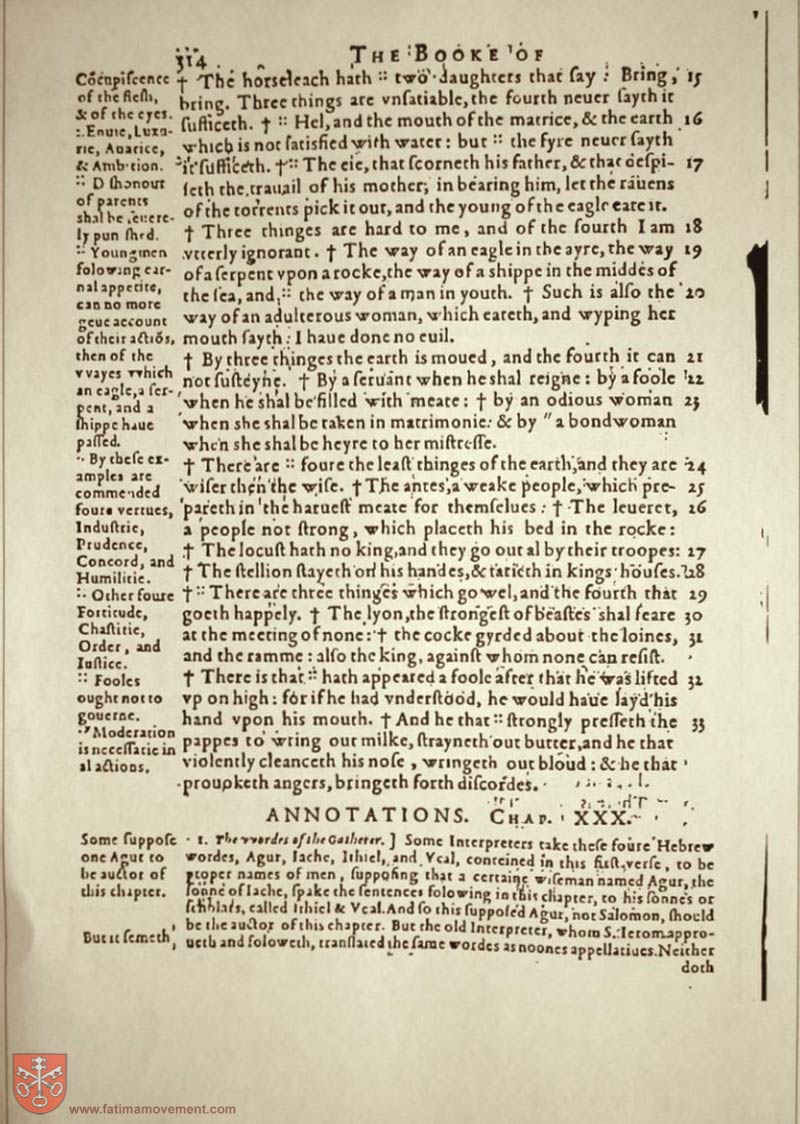 314
THE BOOKE OF
Cõcupiscence
of the flesh,
& of the eyes.
:. Enuie, Luxu-
rie, Auarice,
& Ambition.
:: Dishonour
of parents
shal be seuere-
ly punished.
:: Youngmen
folowing car-
nal appetite,
can no more
geue account
of their actiõs,
then of the
vvayes vvhich
an eagle, a ser-
pent, and a
shippe haue
passed.
·.· By these ex-
amples are
commended
foure vertues,
Industrie,
Prudence,
Concord, and
Humilitie.
:. Other foure
Fortitude,
Chastitie,
Order, and
Iustice.
:: Fooles
ought not to
gouerne.
·.· Moderation
is necessarie in
al actions.
† The horseleach hath :: two daughters that say : Bring, 15
bring. Three things are vnsatiable, the fourth neuer sayth it
sufficeth. † :: Hel, and the mouth of the matrice, & the earth 16
which is not satisfied with water: but :: the fyre neuer sayth
it sufficeth. † :: The eie, that scorneth his father, & that despi- 17
seth the trauail of his mother, in bearing him, let the rauens
of the torrents pick it out, and the young of the eagle eate it.
† Three thinges are hard to me, and of the fourth I am 18
vtterly ignorant. † The way of an eagle in the ayre, the way 19
of a serpent vpon a rocke, the way of a shippe in the middes of
the sea, and :: the way of a man in youth. † Such is also the 20
way of an adulterous woman, which eateth, and wyping her
mouth sayth : I haue done no euil.
† By three thinges the earth is moued, and the fourth it can 21
not susteyne. † By a seruant when he shal reigne : by a foole 22
when he shal be filled with meate : † by an odious woman 23
when she shal be taken in matrimonie: & by " a bondwoman
when she shal be heyre to her mistresse.
† There are :: foure the least thinges of the earth, and they are 24
wiser then the wise. † The antes, a weake people, which pre- 25
pareth in the haruest meate for themselues : † The leueret, 26
a people not strong, which placeth his bed in the rocke :
† The locust hath no king, and they go out al by their troopes: 27
† The stellion stayeth on his handes, & tarieth in kings houses. 28
† :: There are three thinges which go wel, and the fourth that 29
goeth happely. † The lyon, the strongest of beastes shal feare 30
at the meeting of none: † the cocke gyrded about the loines, 31
and the ramme : also the king, against whom none can resist.
† There is that :: hath appeared a foole after that he was lifted 32
vp on high : for if he had vnderstood, he would haue layd his
hand vpon his mouth. † And he that :: strongly presseth the 33
pappes to wring out milke, strayneth out butter, and he that
violently cleanceth his nose, wringeth out bloud : & he that
prouoketh angers, bringeth forth discordes.
ANNOTATIONS. CHAP. XXX.
Some suppose
one Agur to
be auctor of
this chapter.
But it semeth,
1. The vvordes of the Gatherer. ] Some Interpreters take these foure Hebrew
wordes, Agur, Iache, Ithiel, and Vcal, conteined in this first verse, to be
proper names of men, supposing that a certaine wiseman named Agur, the
sonne of Iache, spake the sentences folowing in this chapter, to his sonnes or
schollars, called Ithiel & Vcal. And so this supposed Agur, not Salomon, should
be the auctor of this chapter. But the old Interpreter, whom S. Ierom appro-
ueth and foloweth, translated the same wordes as noones appellatiues. Neither
doth
www.fatimamovement.com